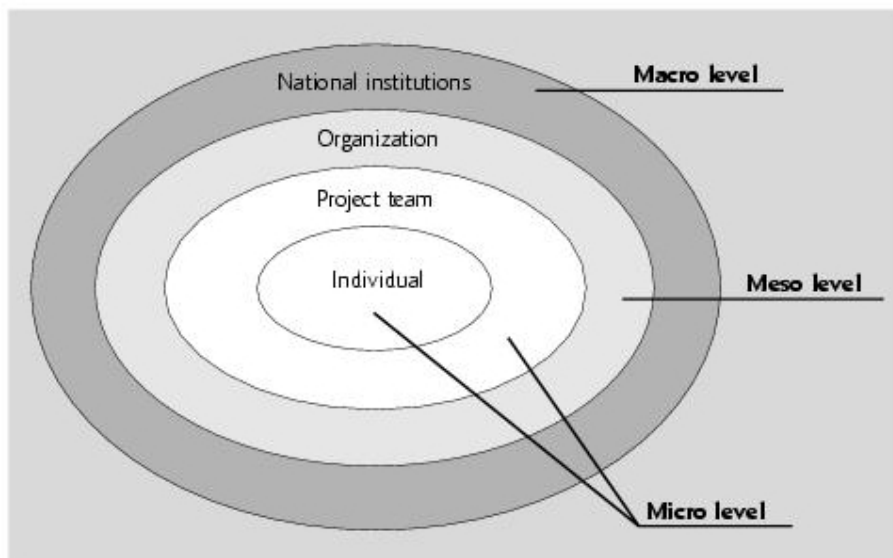 National institutions
Macro level
Organization
Project team
Individual
Meso level
Micro level